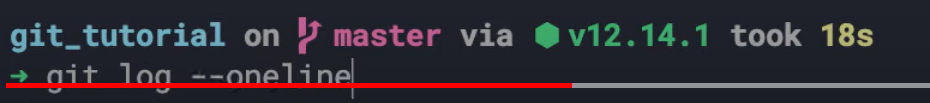 git_tutorial on master via v12.14.1 took 18s
→ git log --oneline